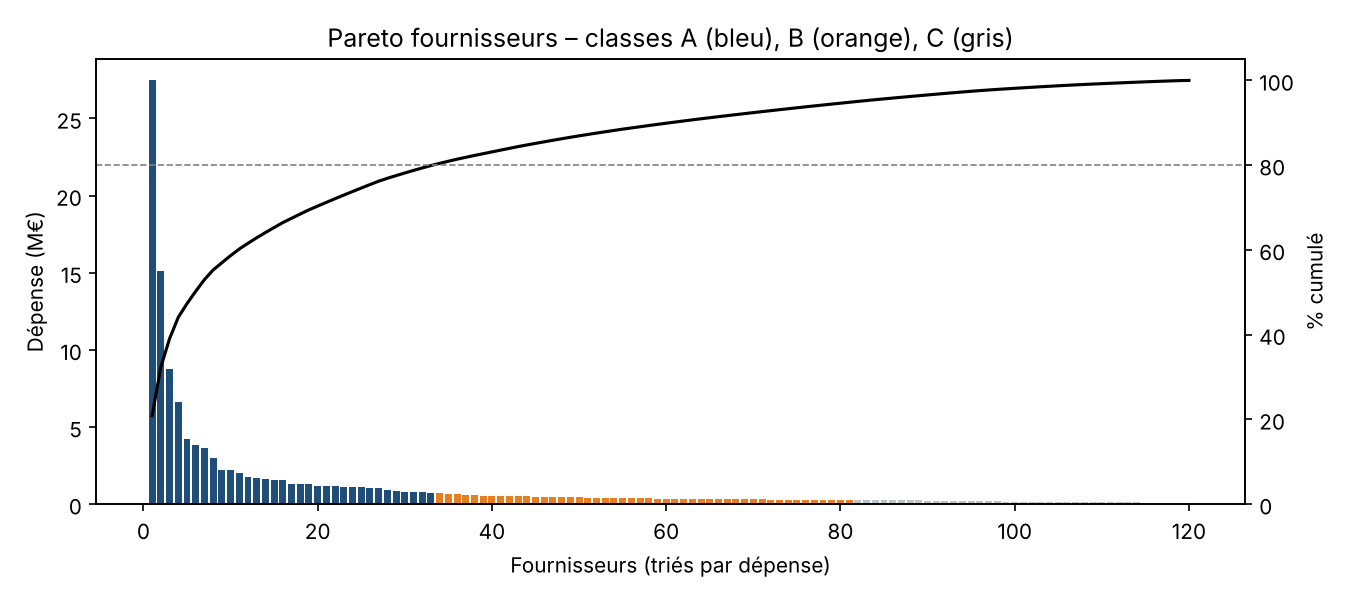 Pareto fournisseurs – classes A (bleu), B (orange), C (gris)
Dépense (M€)
25
20
15
10
5
0
100
80
60
40
20
0
% cumulé
0 20 40 60 80 100 120
Fournisseurs (triés par dépense)